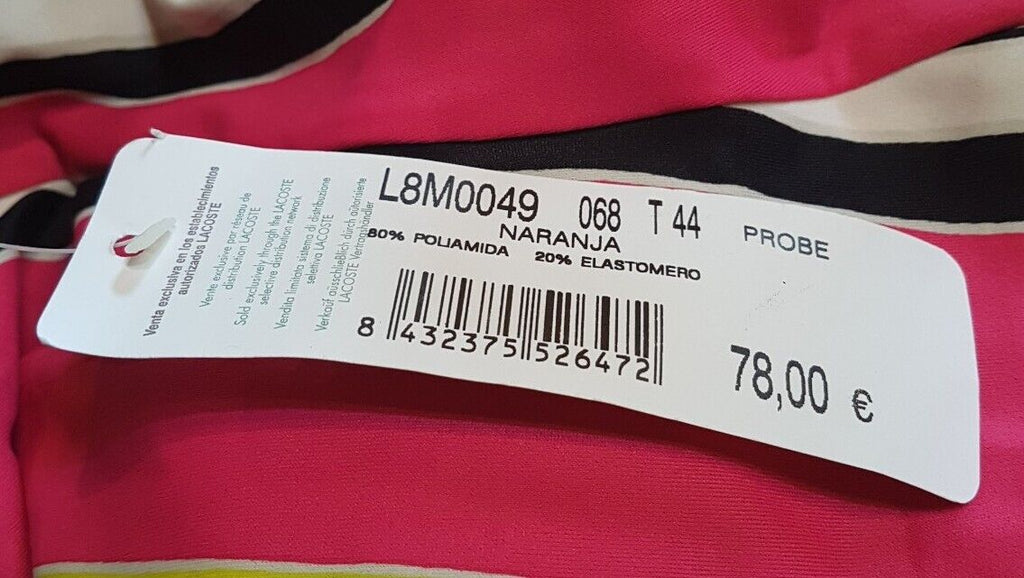 Venta exclusiva en los establecimientos
autorizados LACOSTE
Vente exclusive par réseau de
distribution LACOSTE
Sold exclusively through the LACOSTE
selective distribution network
Vendita limitata sistema di distribuzione
selettiva LACOSTE
Verkauf ausschließlich dirch autorisierte
LACOSTE Vertragshändler
L8M0049 068 T 44 PROBE
NARANJA
80% POLIAMIDA 20% ELASTOMERO
8 432375 526472
78,00 €